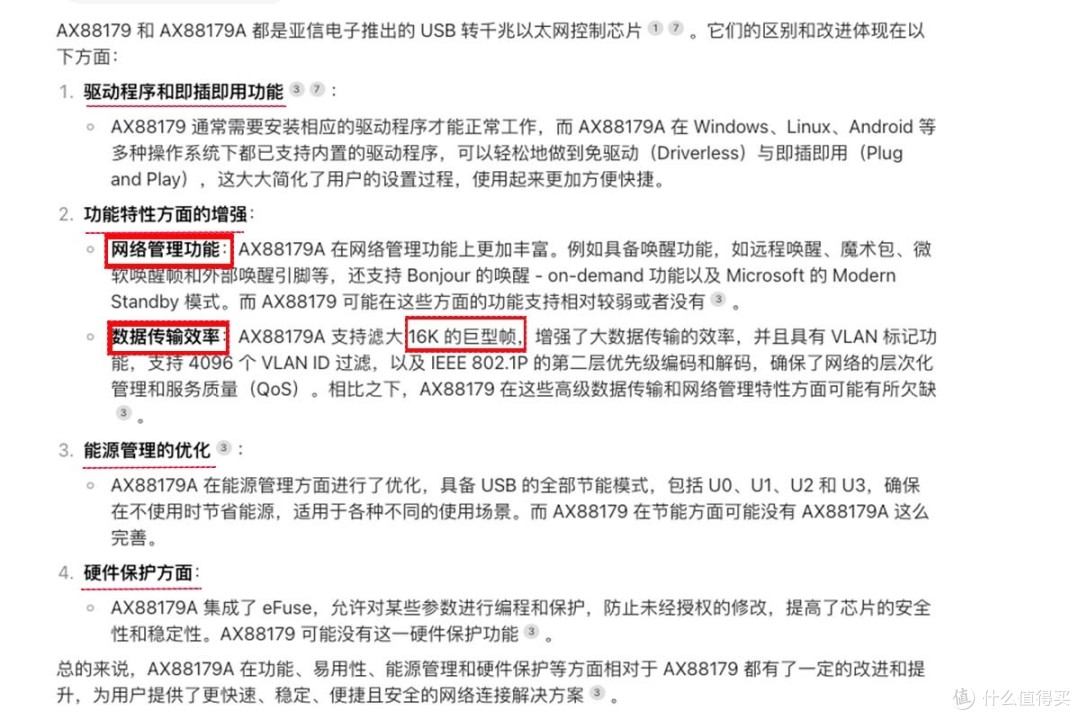 AX88179 和 AX88179A 都是亚信电子推出的 USB 转千兆以太网控制芯片 1 7 。它们的区别和改进体现在以
下方面：
1. 驱动程序和即插即用功能 3 7 ：
AX88179 通常需要安装相应的驱动程序才能正常工作，而 AX88179A 在 Windows、Linux、Android 等
多种操作系统下都已支持内置的驱动程序，可以轻松地做到免驱动（Driverless）与即插即用（Plug
and Play），这大大简化了用户的设置过程，使用起来更加方便快捷。
2. 功能特性方面的增强：
网络管理功能：AX88179A 在网络管理功能上更加丰富。例如具备唤醒功能，如远程唤醒、魔术包、微
软唤醒帧和外部唤醒引脚等，还支持 Bonjour 的唤醒 - on-demand 功能以及 Microsoft 的 Modern
Standby 模式。而 AX88179 可能在这些方面的功能支持相对较弱或者没有 3 。
数据传输效率：AX88179A 支持滤大 16K 的巨型帧，增强了大数据传输的效率，并且具有 VLAN 标记功
能，支持 4096 个 VLAN ID 过滤，以及 IEEE 802.1P 的第二层优先级编码和解码，确保了网络的层次化
管理和服务质量（QoS）。相比之下，AX88179 在这些高级数据传输和网络管理特性方面可能有所欠缺
3 。
3. 能源管理的优化 3 ：
AX88179A 在能源管理方面进行了优化，具备 USB 的全部节能模式，包括 U0、U1、U2 和 U3，确保
在不使用时节省能源，适用于各种不同的使用场景。而 AX88179 在节能方面可能没有 AX88179A 这么
完善。
4. 硬件保护方面：
AX88179A 集成了 eFuse，允许对某些参数进行编程和保护，防止未经授权的修改，提高了芯片的安全
性和稳定性。AX88179 可能没有这一硬件保护功能 3 。
总的来说，AX88179A 在功能、易用性、能源管理和硬件保护等方面相对于 AX88179 都有了一定的改进和提
升，为用户提供了更快速、稳定、便捷且安全的网络连接解决方案 3 。
值 什么值得买